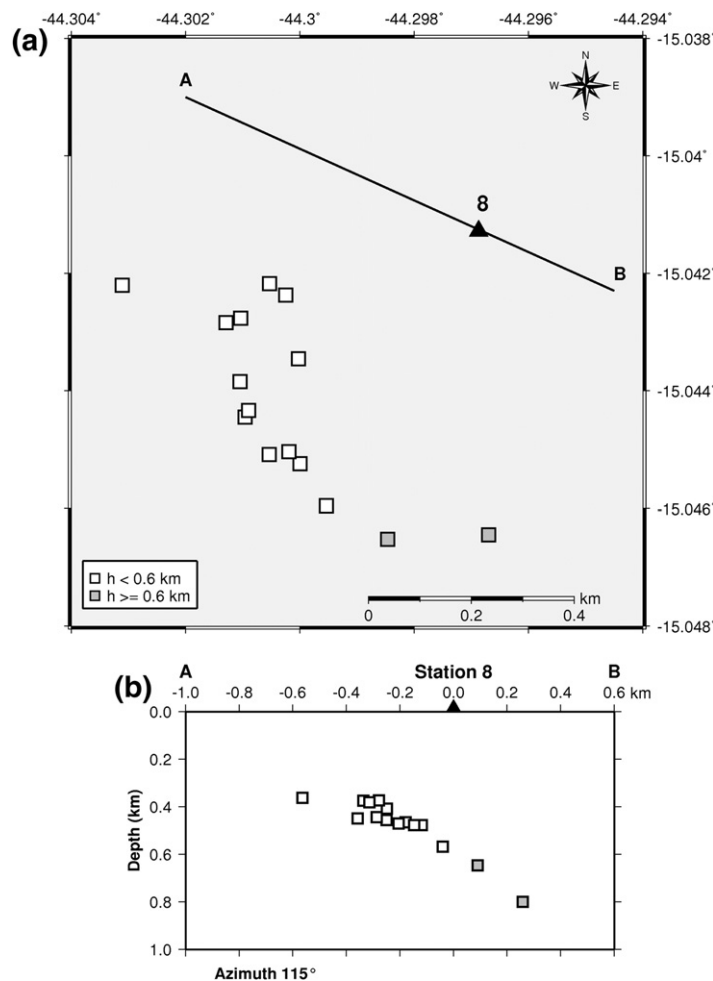 (a)
-44.304° -44.302° -44.3° -44.298° -44.296° -44.294°
-15.038°
-15.04°
-15.042°
-15.044°
-15.046°
-15.048°
A
8
B
N
W E
S
h < 0.6 km
h >= 0.6 km
km
0 0.2 0.4
(b)
A Station 8 B
-1.0 -0.8 -0.6 -0.4 -0.2 0.0 0.2 0.4 0.6 km
0.0
0.2
0.4
0.6
0.8
1.0
Depth (km)
Azimuth 115°